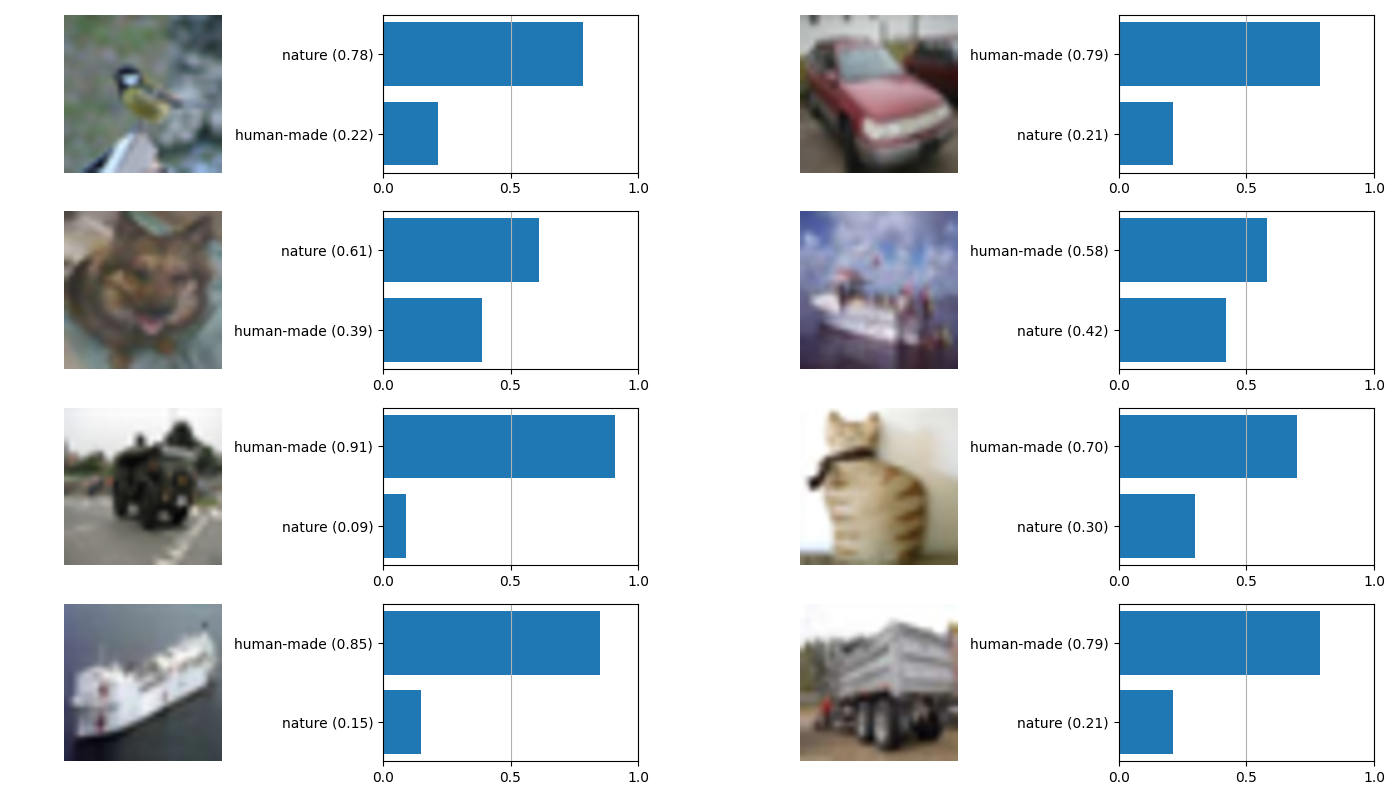 nature (0.78)
human-made (0.22)
0.0 0.5 1.0
human-made (0.79)
nature (0.21)
0.0 0.5 1.0
nature (0.61)
human-made (0.39)
0.0 0.5 1.0
human-made (0.58)
nature (0.42)
0.0 0.5 1.0
human-made (0.91)
nature (0.09)
0.0 0.5 1.0
human-made (0.70)
nature (0.30)
0.0 0.5 1.0
human-made (0.85)
nature (0.15)
0.0 0.5 1.0
human-made (0.79)
nature (0.21)
0.0 0.5 1.0